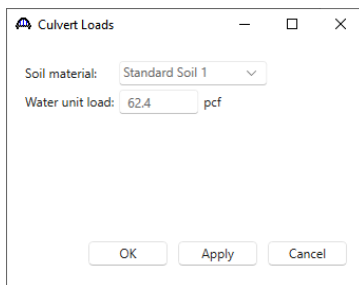 Culvert Loads
Soil material: Standard Soil 1
Water unit load: 62.4 pcf
OK Apply Cancel